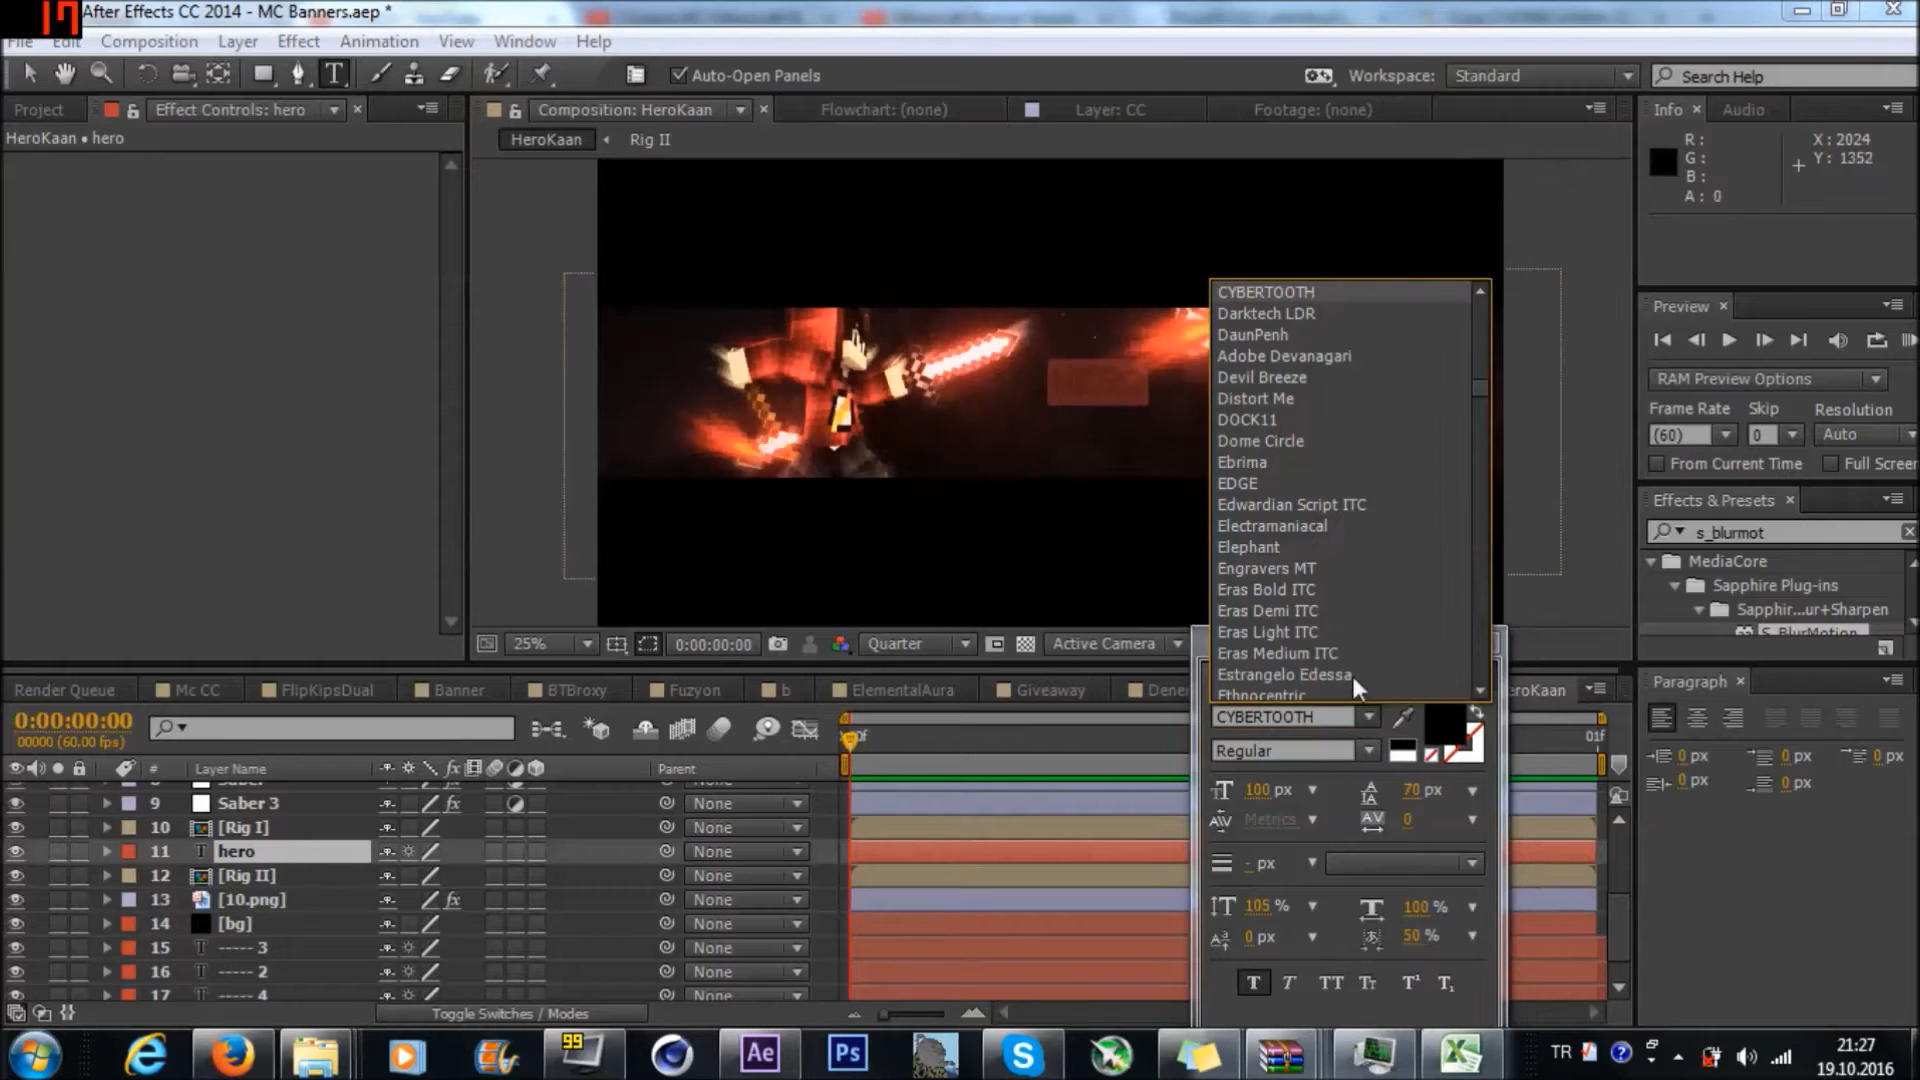 17
After Effects CC 2014 - MC Banners.aep *
File Edit Composition Layer Effect Animation View Window Help
Auto-Open Panels
Workspace: Standard
Search Help
Project
Effect Controls: hero
Composition: HeroKaan
Flowchart: (none)
Layer: CC
Footage: (none)
Info
Audio
HeroKaan • hero
HeroKaan
Rig II
R :
G :
B :
A : 0
X : 2024
Y : 1352
CYBERTOOTH
Darktech LDR
DaunPenh
Adobe Devanagari
Devil Breeze
Distort Me
DOCK11
Dome Circle
Ebrima
EDGE
Edwardian Script ITC
Electramaniacal
Elephant
Engravers MT
Eras Bold ITC
Eras Demi ITC
Eras Light ITC
Eras Medium ITC
Estrangelo Edessa
Ethnocentric
Preview
RAM Preview Options
Frame Rate Skip Resolution
(60) 0 Auto
From Current Time Full Screen
Effects & Presets
s_blurmot
MediaCore
Sapphire Plug-ins
Sapphir...ur+Sharpen
S_BlurMotion
25%
0:00:00:00
Quarter
Active Camera
Render Queue
Mc CC
FlipKipsDual
Banner
BTBroxy
Fuzyon
b
ElementalAura
Giveaway
Dene
eroKaan
Paragraph
0:00:00:00
00000 (60.00 fps)
0f
01f
CYBERTOOTH
Regular
100 px
70 px
Metrics
0
- px
105 %
100 %
0 px
50 %
T T TT Tт T¹ T₁
0 px 0 px 0 px
0 px 0 px
# Layer Name
Parent
Saber
9 Saber 3 fx None
10 [Rig I] None
11 T hero None
12 [Rig II] None
13 [10.png] fx None
14 [bg] None
15 T ----- 3 None
16 T ----- 2 None
17 T ----- 4 None
Toggle Switches / Modes
99
Ae
Ps
TR
21:27
19.10.2016